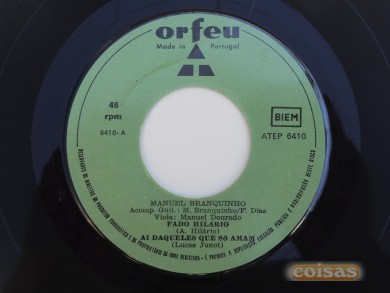 orfeu
Made in Portugal
45
rpm
6410-A
BIEM
ATEP 6410
MANUEL BRANQUINHO
Acomp. Guit.: M. Branquinho/F. Dias
Viola: Manuel Dourado
FADO HILÁRIO
(A. Hilário)
AI DAQUELES QUE SÓ AMAM
(Lucas Junot)
coisas